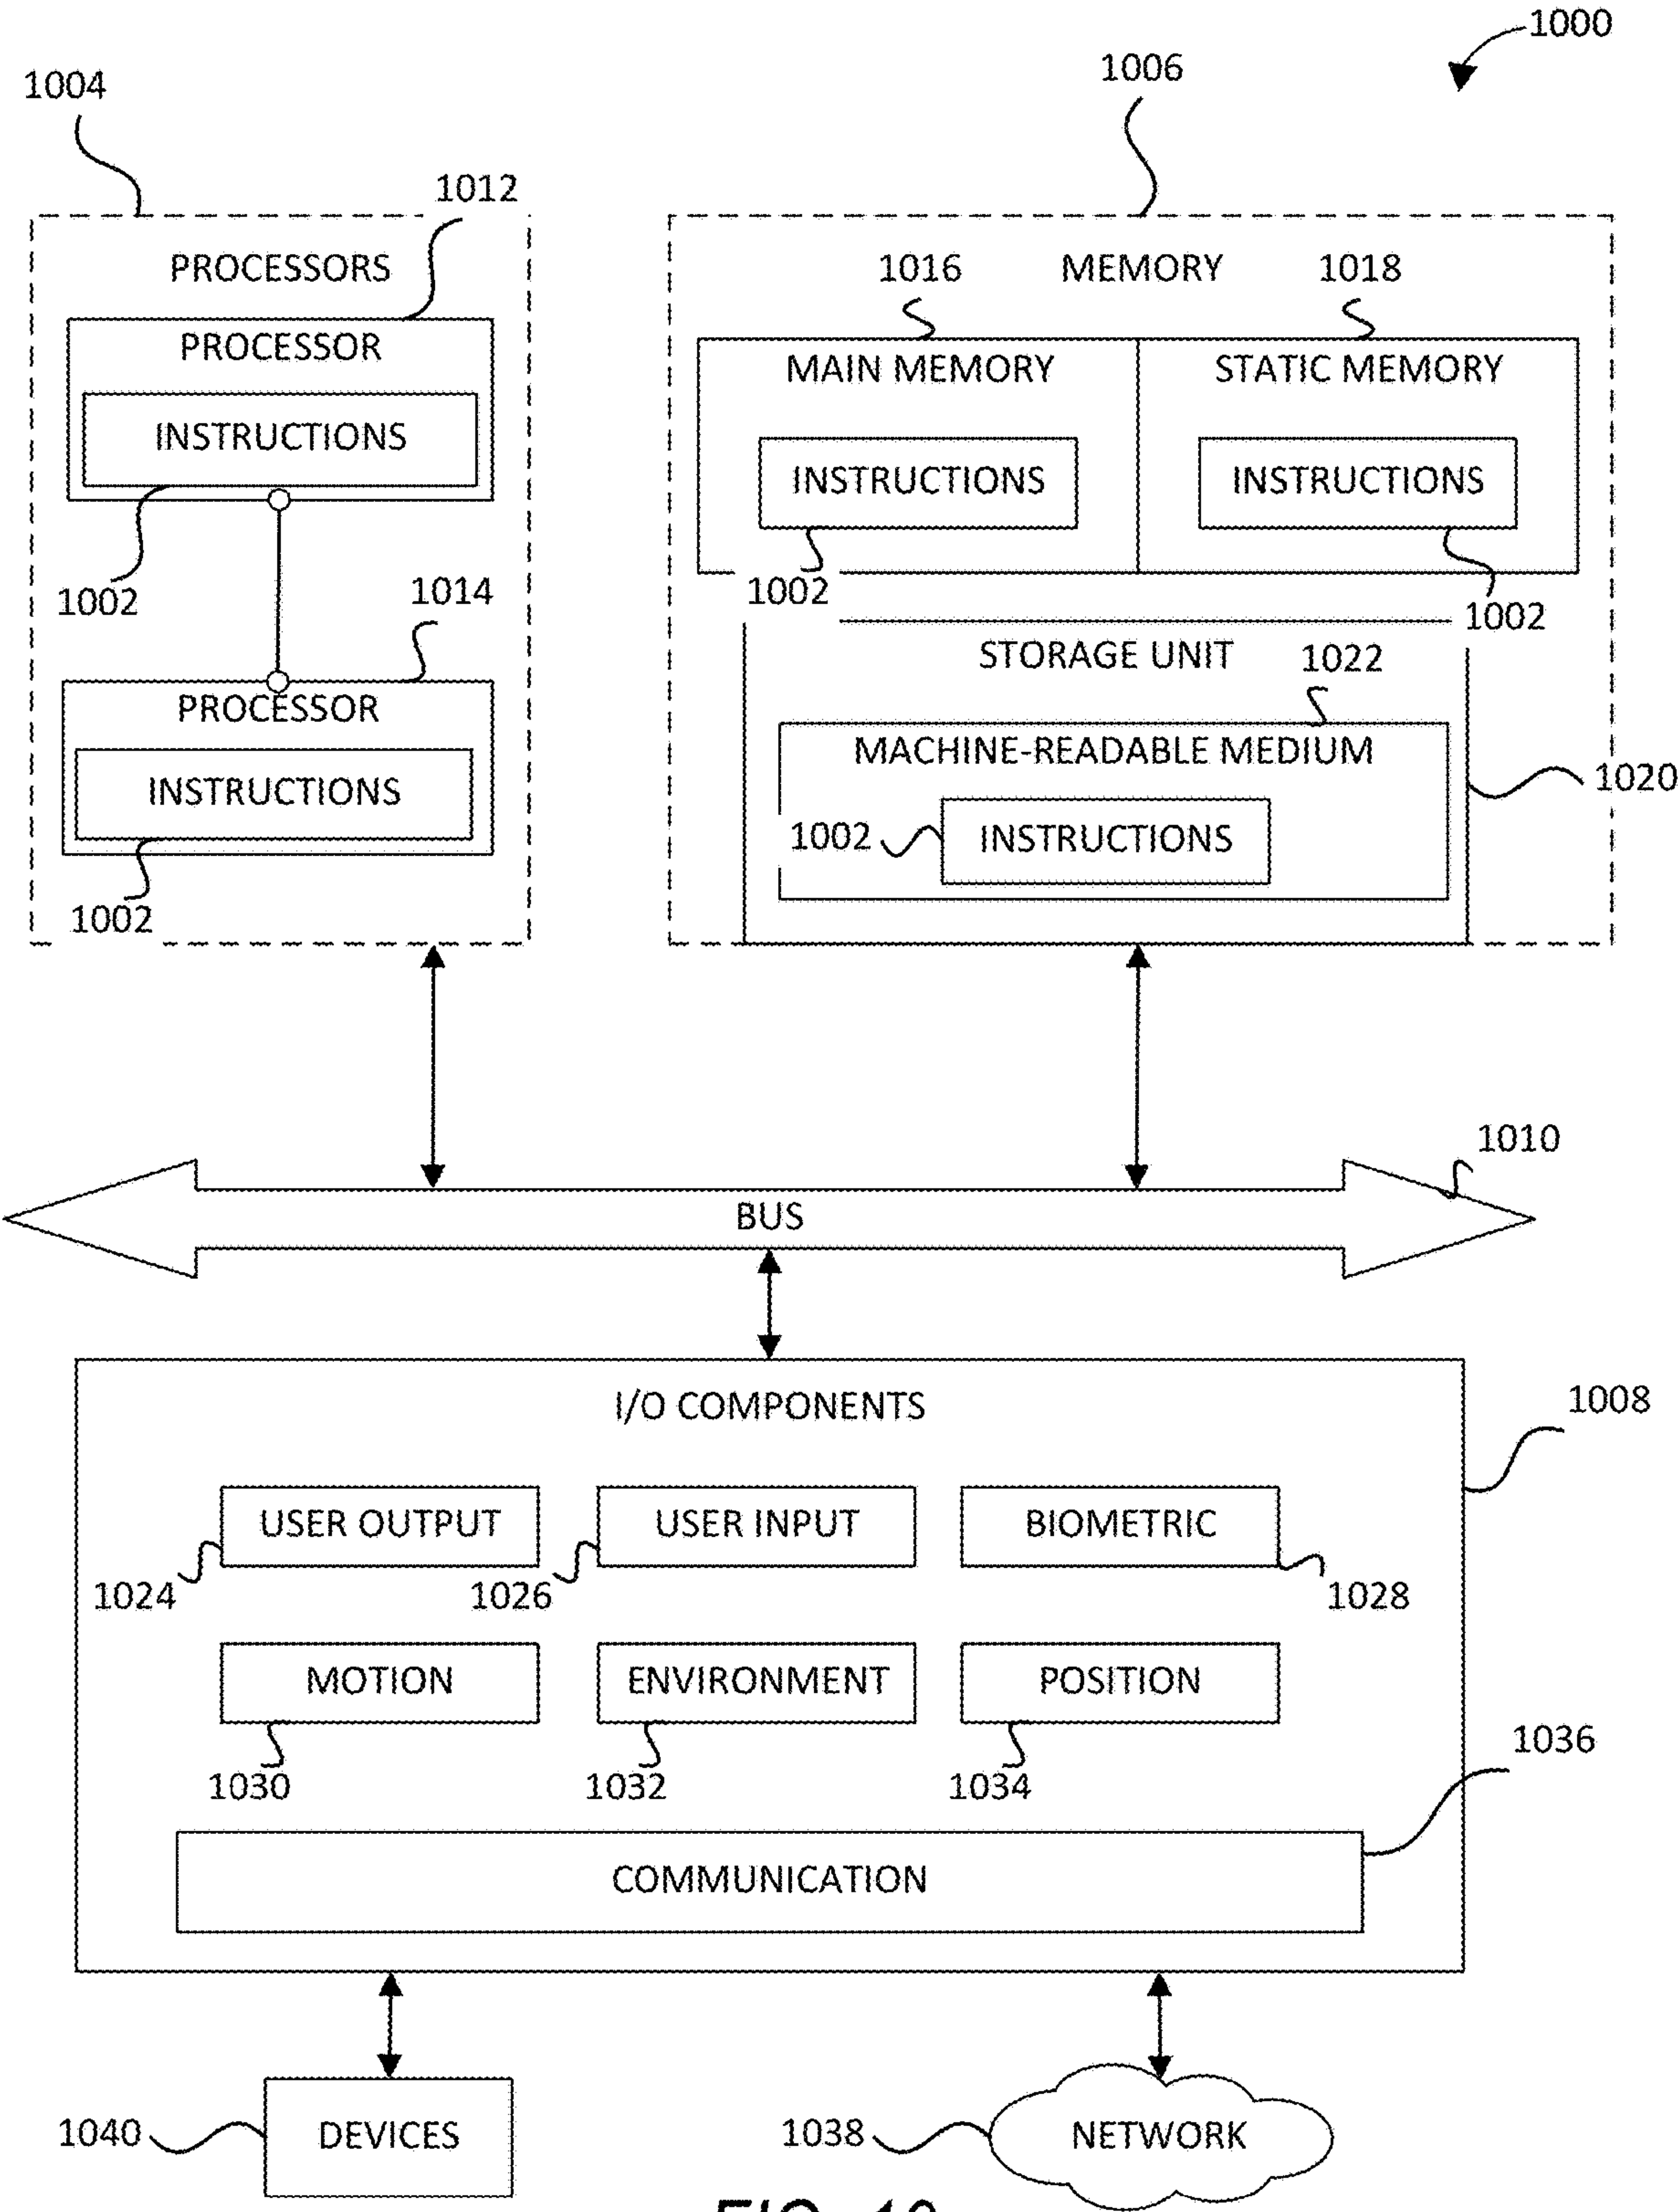 1000
1004
1006
1012
PROCESSORS
1016 MEMORY 1018
PROCESSOR
MAIN MEMORY STATIC MEMORY
INSTRUCTIONS
INSTRUCTIONS INSTRUCTIONS
1002 1014
1002 1002
STORAGE UNIT 1022
PROCESSOR
MACHINE-READABLE MEDIUM
INSTRUCTIONS 1020
1002 INSTRUCTIONS
1002
1010
BUS
I/O COMPONENTS 1008
USER OUTPUT USER INPUT BIOMETRIC
1024 1026 1028
MOTION ENVIRONMENT POSITION
1036
1030 1032 1034
COMMUNICATION
1040 DEVICES 1038 NETWORK